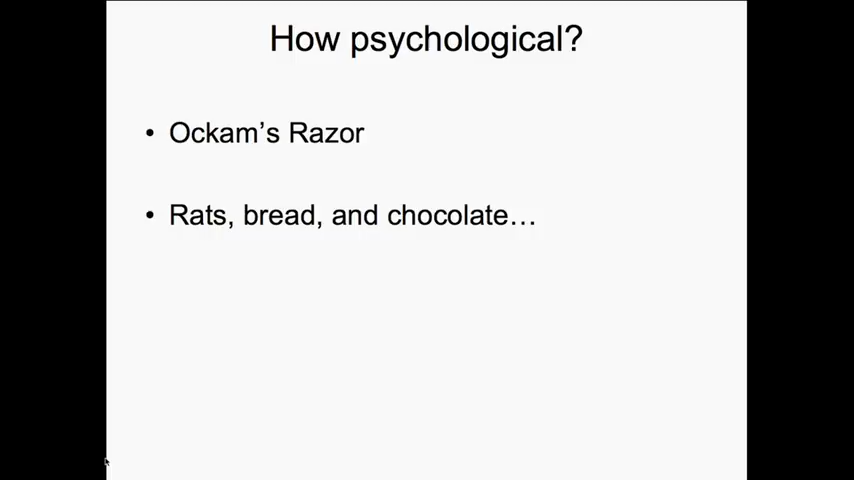 How psychological?
• Ockam's Razor
• Rats, bread, and chocolate…